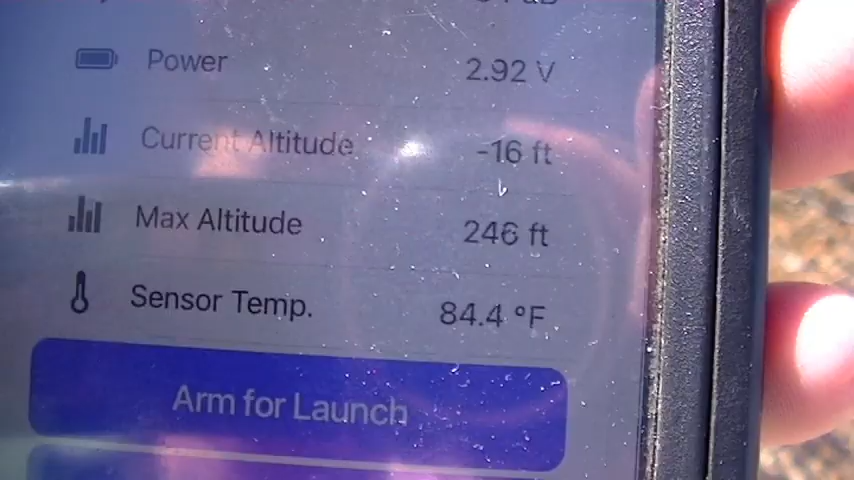 Power 2.92 V
Current Altitude -16 ft
Max Altitude 246 ft
Sensor Temp. 84.4 °F
Arm for Launch